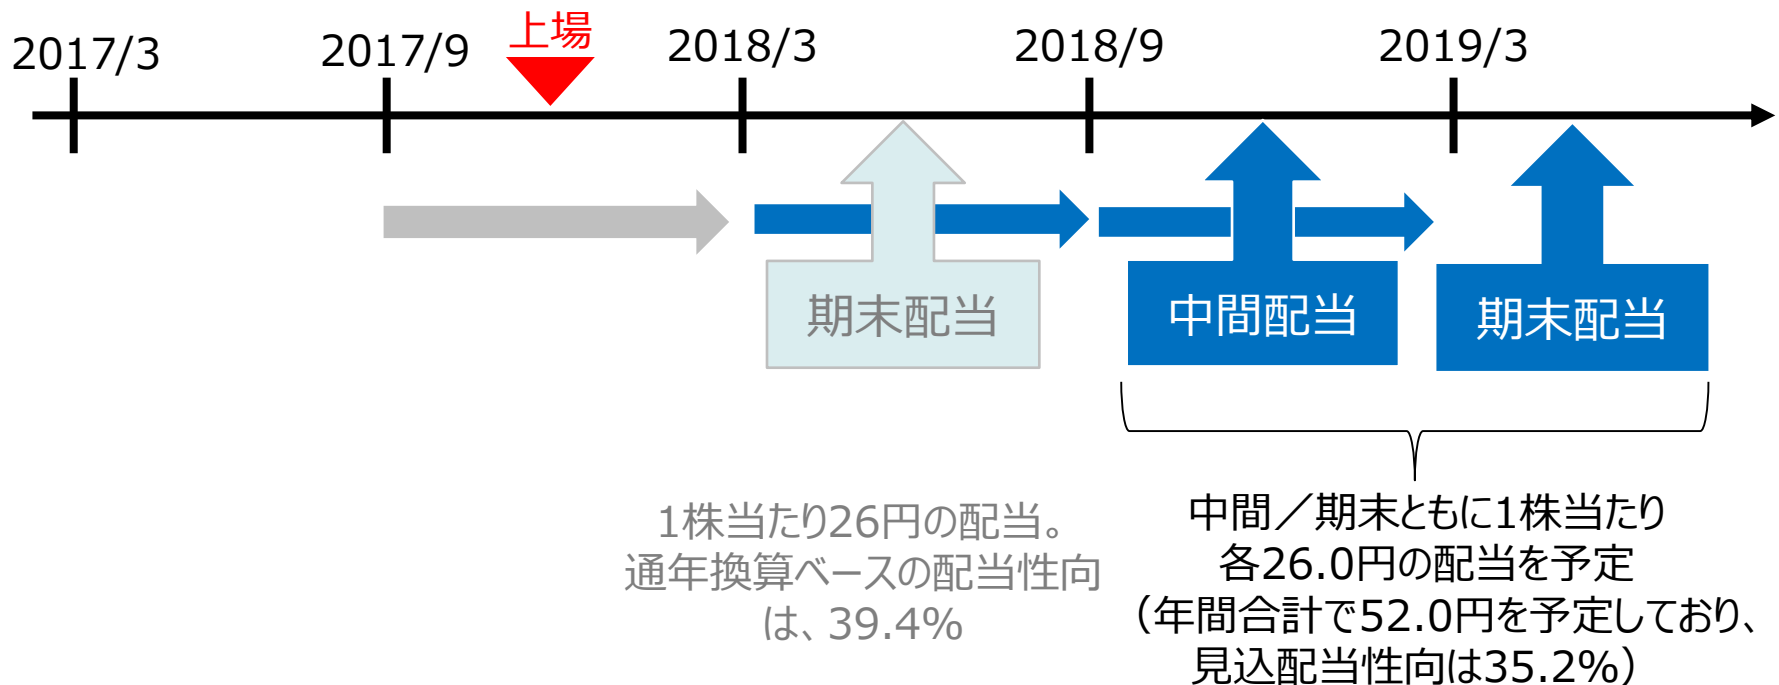 2017/3
2017/9
上場
2018/3
2018/9
2019/3
期末配当
中間配当
期末配当
1株当たり26円の配当。
通年換算ベースの配当性向
は、39.4%
中間／期末ともに1株当たり
各26.0円の配当を予定
（年間合計で52.0円を予定しており、
見込配当性向は35.2%）